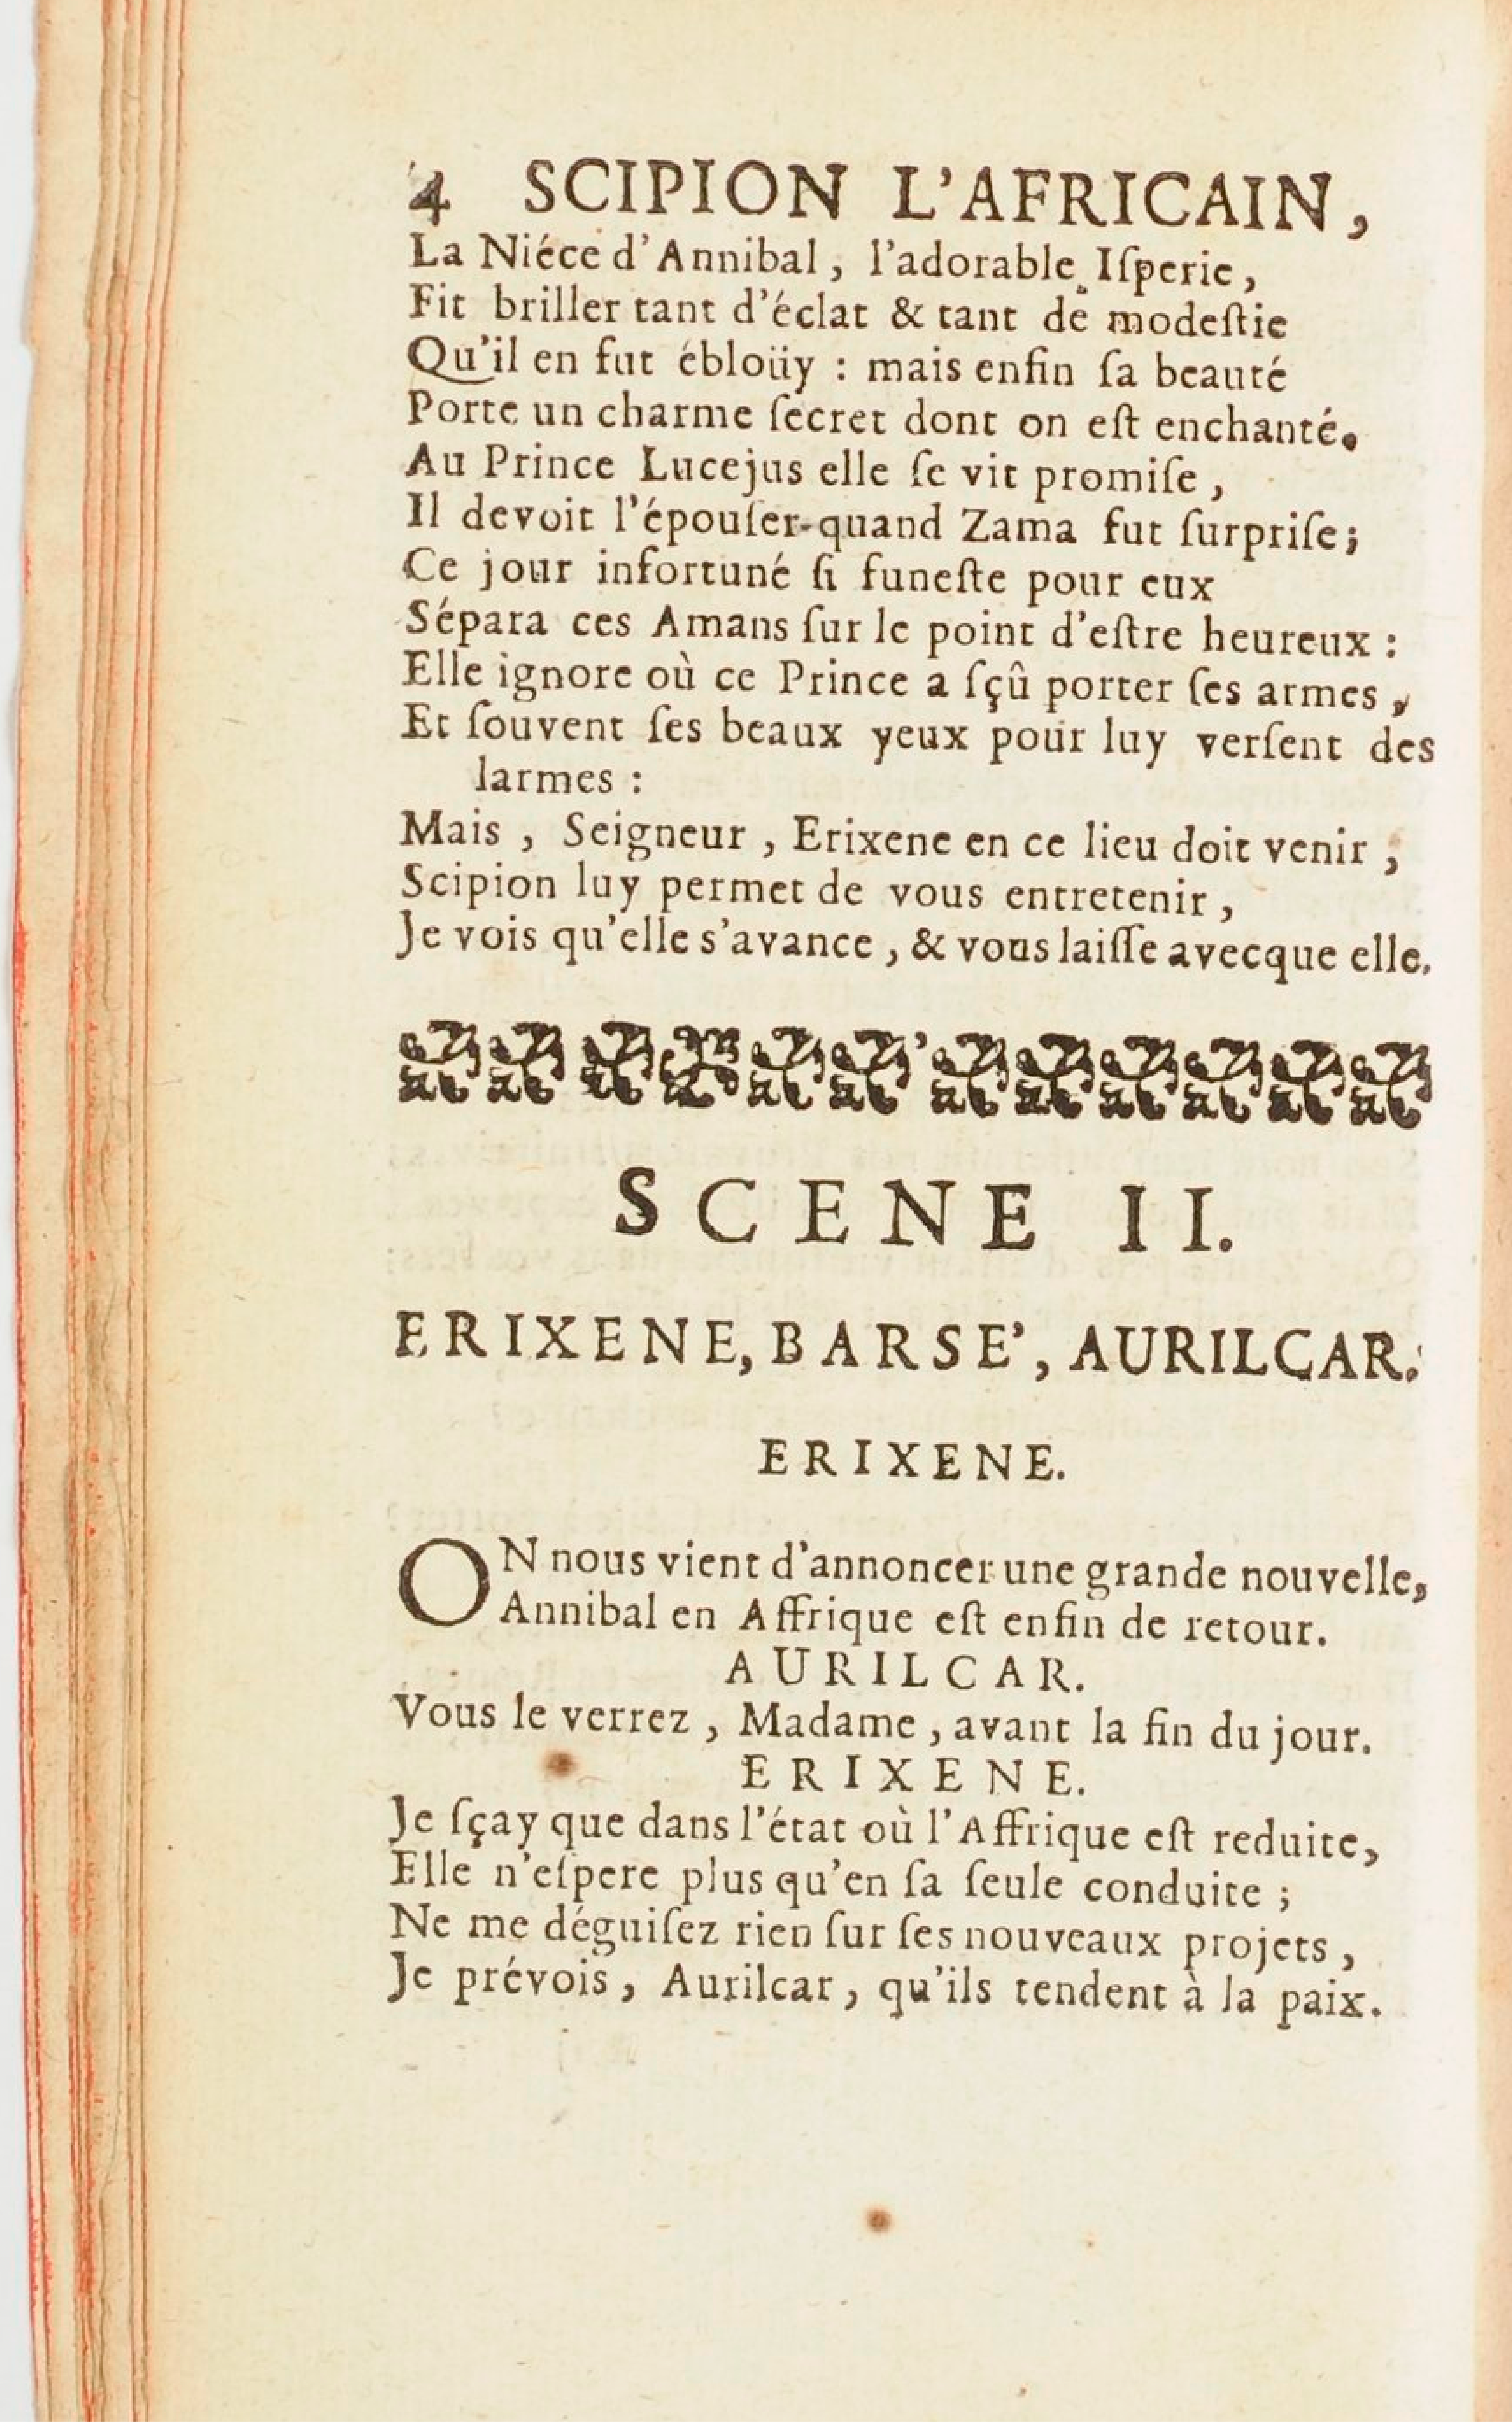 4 SCIPION L'AFRICAIN,
La Niéce d'Annibal, l'adorable Iſperie,
Fit briller tant d'éclat & tant de modeſtie
Qu'il en fut ébloüy : mais enfin ſa beauté
Porte un charme ſecret dont on eſt enchanté.
Au Prince Lucejus elle ſe vit promiſe,
Il devoit l'épouſer quand Zama fut ſurpriſe;
Ce jour infortuné ſi funeſte pour eux
Sépara ces Amans ſur le point d'eſtre heureux :
Elle ignore où ce Prince a ſçû porter ſes armes,
Et ſouvent ſes beaux yeux pour luy verſent des
larmes :
Mais, Seigneur, Erixene en ce lieu doit venir,
Scipion luy permet de vous entretenir,
Je vois qu'elle s'avance, & vous laiſſe avecque elle.
SCENE II.
ERIXENE, BARSE', AURILCAR.
ERIXENE.
ON nous vient d'annoncer une grande nouvelle,
Annibal en Affrique eſt enfin de retour.
AURILCAR.
Vous le verrez, Madame, avant la fin du jour.
ERIXENE.
Je ſçay que dans l'état où l'Affrique eſt reduite,
Elle n'eſpere plus qu'en ſa ſeule conduite;
Ne me déguiſez rien ſur ſes nouveaux projets,
Je prévois, Aurilcar, qu'ils tendent à la paix.